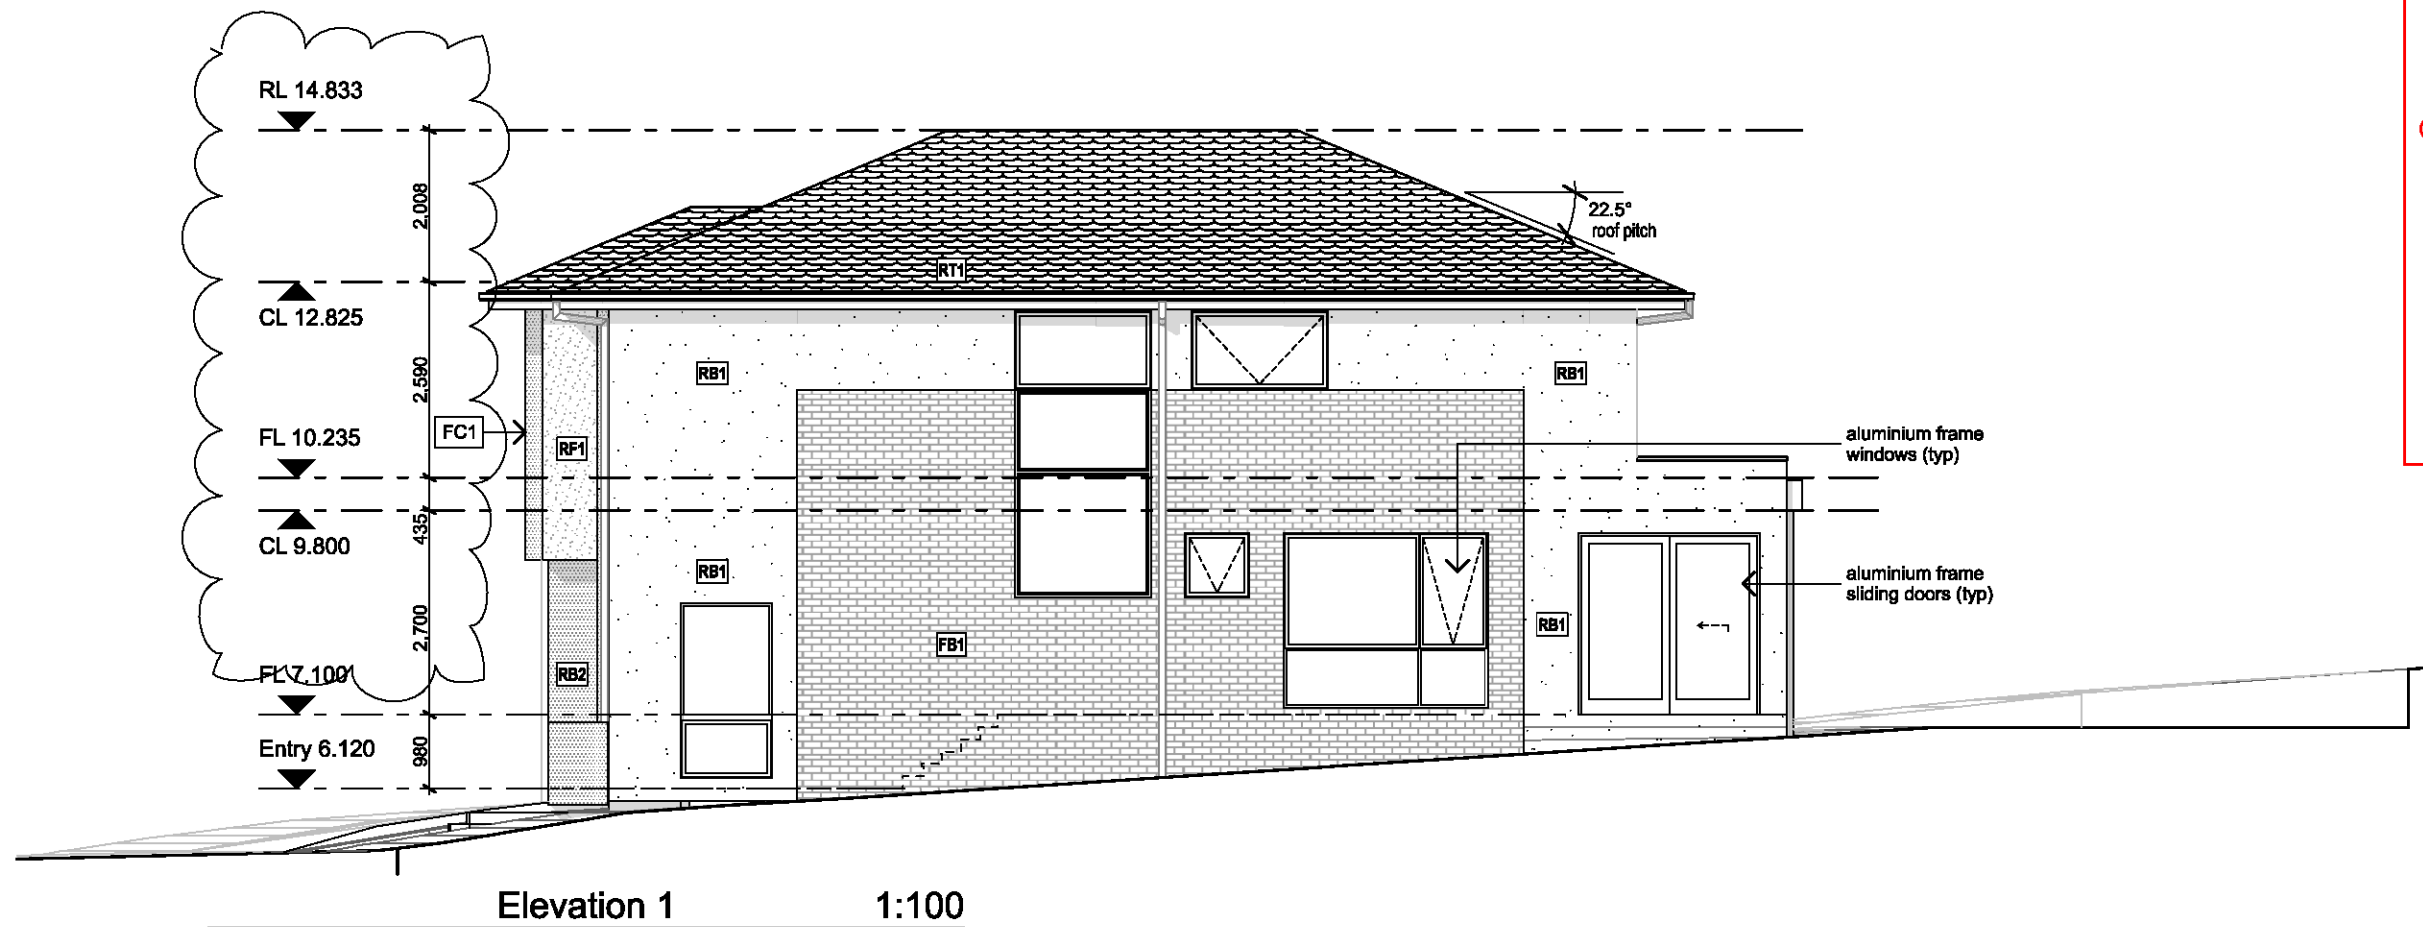 RL 14.833
2,008
22.5°
roof pitch
RT1
CL 12.825
2,590
RB1
RB1
FL 10.235
FC1
RF1
aluminium frame
windows (typ)
435
CL 9.800
RB1
aluminium frame
sliding doors (typ)
2,700
RB1
FB1
FL 7.100
RB2
Entry 6.120
980
Elevation 1
1:100